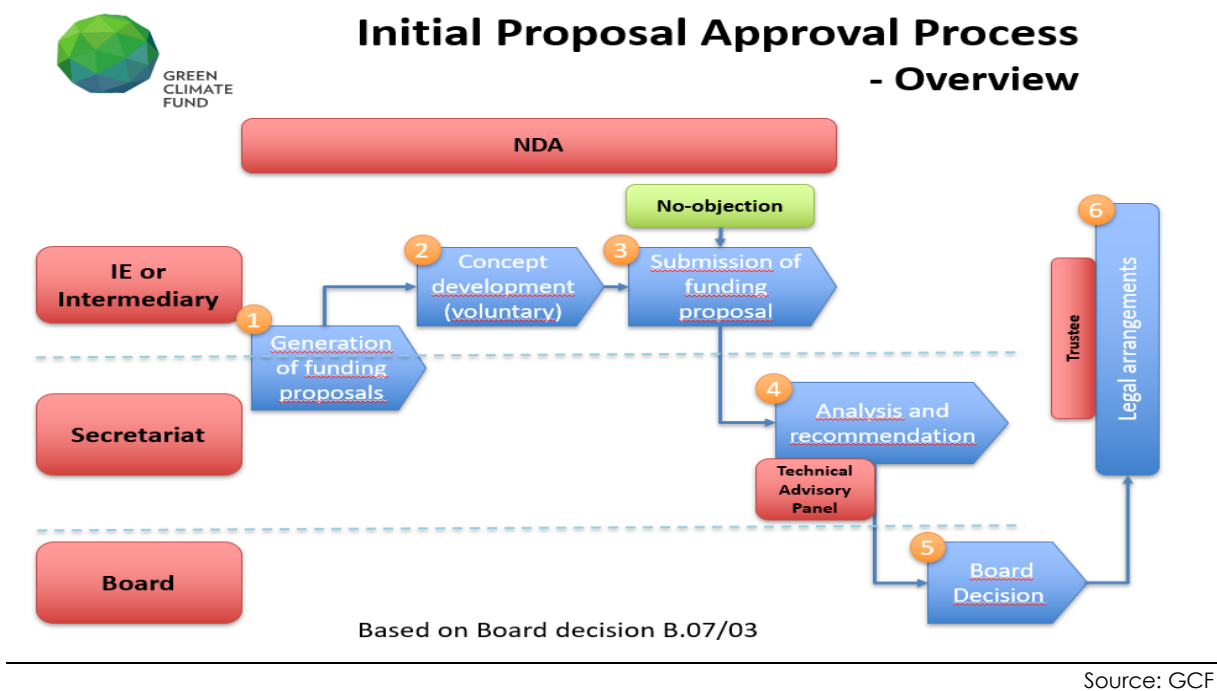 Initial Proposal Approval Process
- Overview
GREEN
CLIMATE
FUND
NDA
No-objection
IE or
Intermediary
1
Generation
of funding
proposals
2
Concept
development
(voluntary)
3
Submission of
funding
proposal
6
Legal arrangements
Trustee
Secretariat
4
Analysis and
recommendation
Technical
Advisory
Panel
Board
5
Board
Decision
Based on Board decision B.07/03
Source: GCF